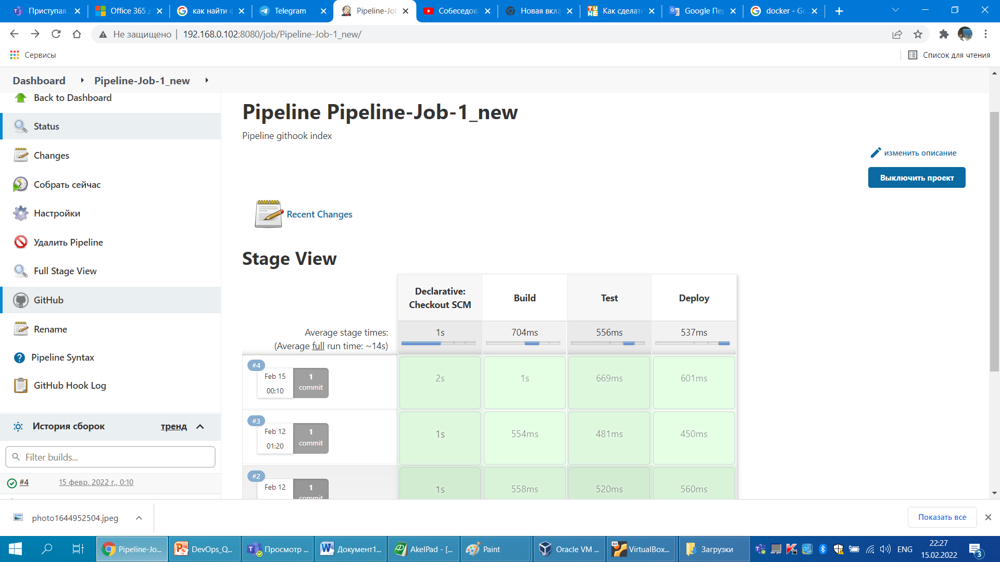 Приступая
Office 365 д
как найти ф
Telegram
Pipeline-Jo
Собеседов
Новая вкла
Как сделать
Google Пер
docker - Go
Не защищено | 192.168.0.102:8080/job/Pipeline-Job-1_new/
Сервисы
Список для чтения
Dashboard
Pipeline-Job-1_new
Back to Dashboard
Status
Changes
Собрать сейчас
Настройки
Удалить Pipeline
Full Stage View
GitHub
Rename
Pipeline Syntax
GitHub Hook Log
История сборок
тренд
Filter builds...
#4
15 февр. 2022 г., 0:10
Pipeline Pipeline-Job-1_new
Pipeline githook index
изменить описание
Выключить проект
Recent Changes
Stage View
Declarative:
Checkout SCM
Build
Test
Deploy
Average stage times:
(Average full run time: ~14s)
1s
704ms
556ms
537ms
#4
Feb 15
00:10
1
commit
2s
1s
669ms
601ms
#3
Feb 12
01:20
1
commit
1s
554ms
481ms
450ms
#2
Feb 12
1
commit
1s
558ms
520ms
560ms
photo1644952504.jpeg
Показать все
Pipeline-Jo...
DevOps_Q...
Просмотр ...
Документ1...
AkelPad - [...
Paint
Oracle VM ...
VirtualBox...
Загрузки
ENG
22:27
15.02.2022
3